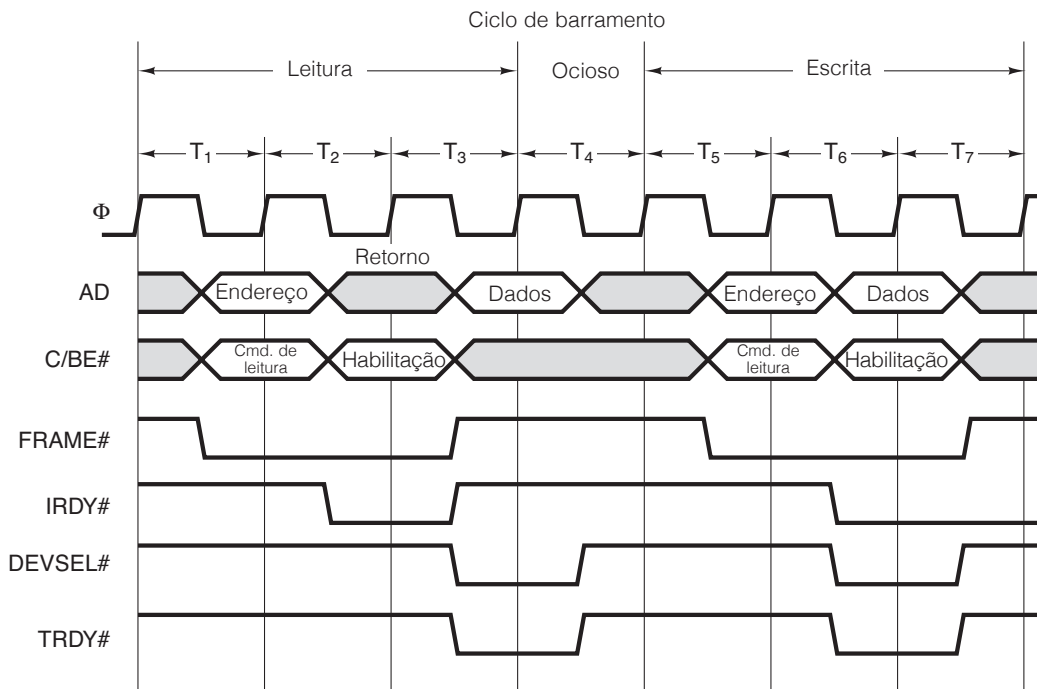 Ciclo de barramento
Leitura Ocioso Escrita
T1 T2 T3 T4 T5 T6 T7
Φ
Retorno
AD Endereço Dados Endereço Dados
C/BE# Cmd. de leitura Habilitação Cmd. de leitura Habilitação
FRAME#
IRDY#
DEVSEL#
TRDY#